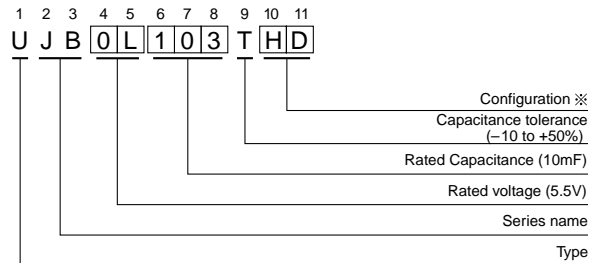 1 2 3 4 5 6 7 8 9 10 11
U J B 0 L 1 0 3 T H D
Configuration ※
Capacitance tolerance
(−10 to +50%)
Rated Capacitance (10mF)
Rated voltage (5.5V)
Series name
Type